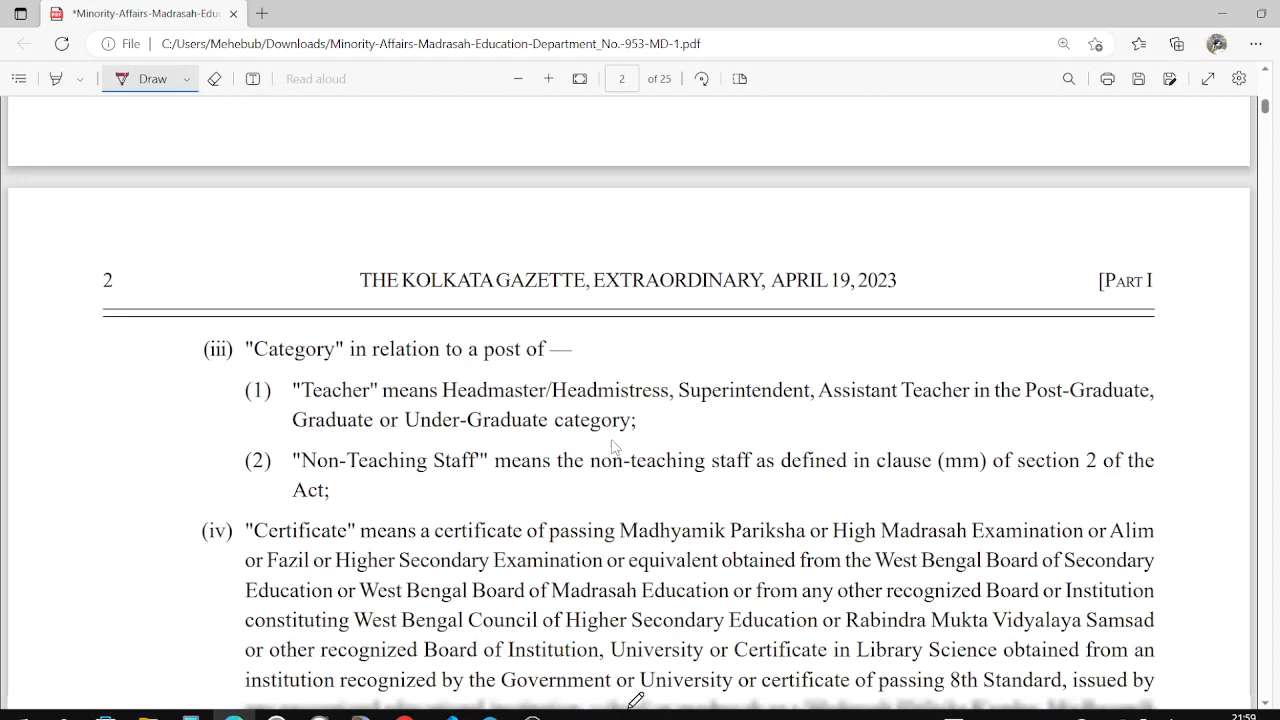 *Minority-Affairs-Madrasah-Educ
File C:/Users/Mehebub/Downloads/Minority-Affairs-Madrasah-Education-Department_No.-953-MD-1.pdf
Draw Read aloud 2 of 25
2 THE KOLKATA GAZETTE, EXTRAORDINARY, APRIL 19, 2023 [PART I
(iii) "Category" in relation to a post of —
(1) "Teacher" means Headmaster/Headmistress, Superintendent, Assistant Teacher in the Post-Graduate,
Graduate or Under-Graduate category;
(2) "Non-Teaching Staff" means the non-teaching staff as defined in clause (mm) of section 2 of the
Act;
(iv) "Certificate" means a certificate of passing Madhyamik Pariksha or High Madrasah Examination or Alim
or Fazil or Higher Secondary Examination or equivalent obtained from the West Bengal Board of Secondary
Education or West Bengal Board of Madrasah Education or from any other recognized Board or Institution
constituting West Bengal Council of Higher Secondary Education or Rabindra Mukta Vidyalaya Samsad
or other recognized Board of Institution, University or Certificate in Library Science obtained from an
institution recognized by the Government or University or certificate of passing 8th Standard, issued by
21:59